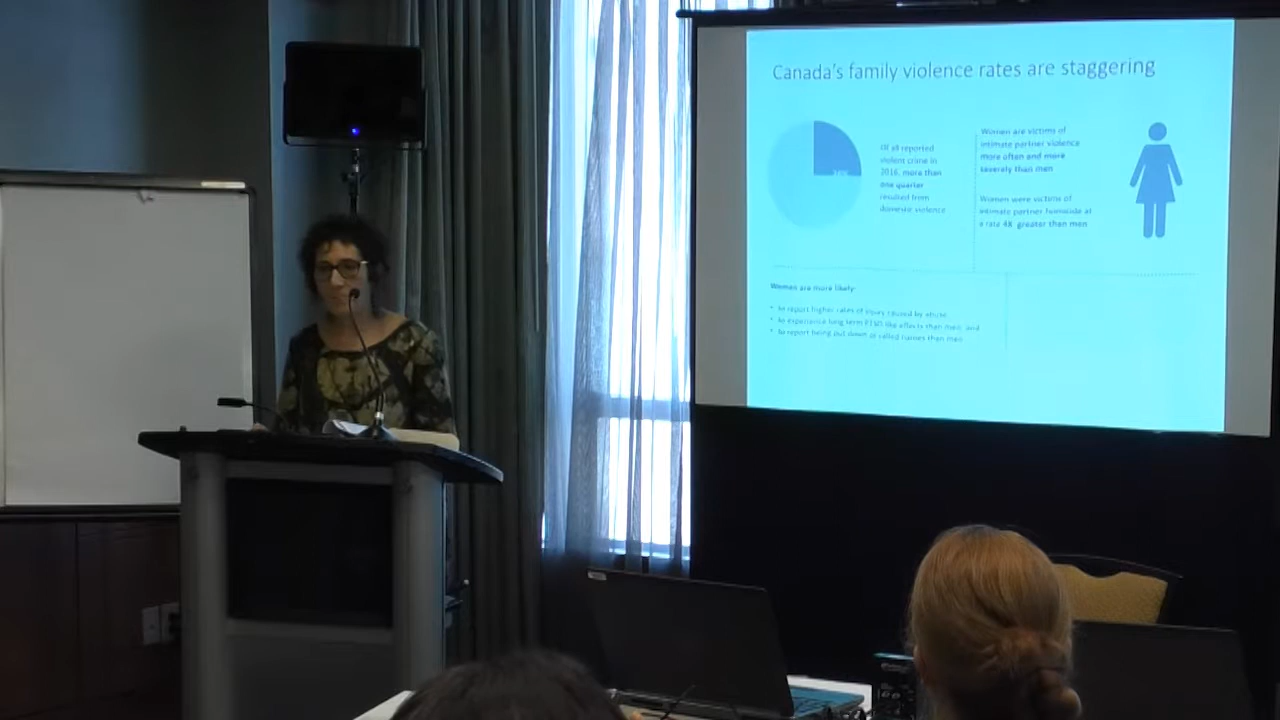 Canada's family violence rates are staggering
Of all reported
violent crime in
2016, more than
one quarter
resulted from
domestic violence
Women are victims of
intimate partner violence
more often and more
severely than men
Women were victims of
intimate partner homicide at
a rate 4X greater than men
Women are more likely:
• to report higher rates of injury caused by abuse
• to experience long term PTSD-like effects than men, and
• to report being put down or called names than men